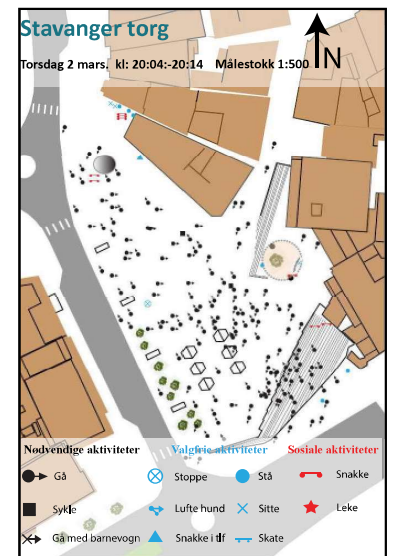 Stavanger torg
Torsdag 2 mars. kl: 20:04:-20:14 Målestokk 1:500
N
Nødvendige aktiviteter Valgfrie aktiviteter Sosiale aktiviteter
Gå Stoppe Stå Snakke
Sykle Lufte hund Sitte Leke
Gå med barnevogn Snakke i tlf Skate